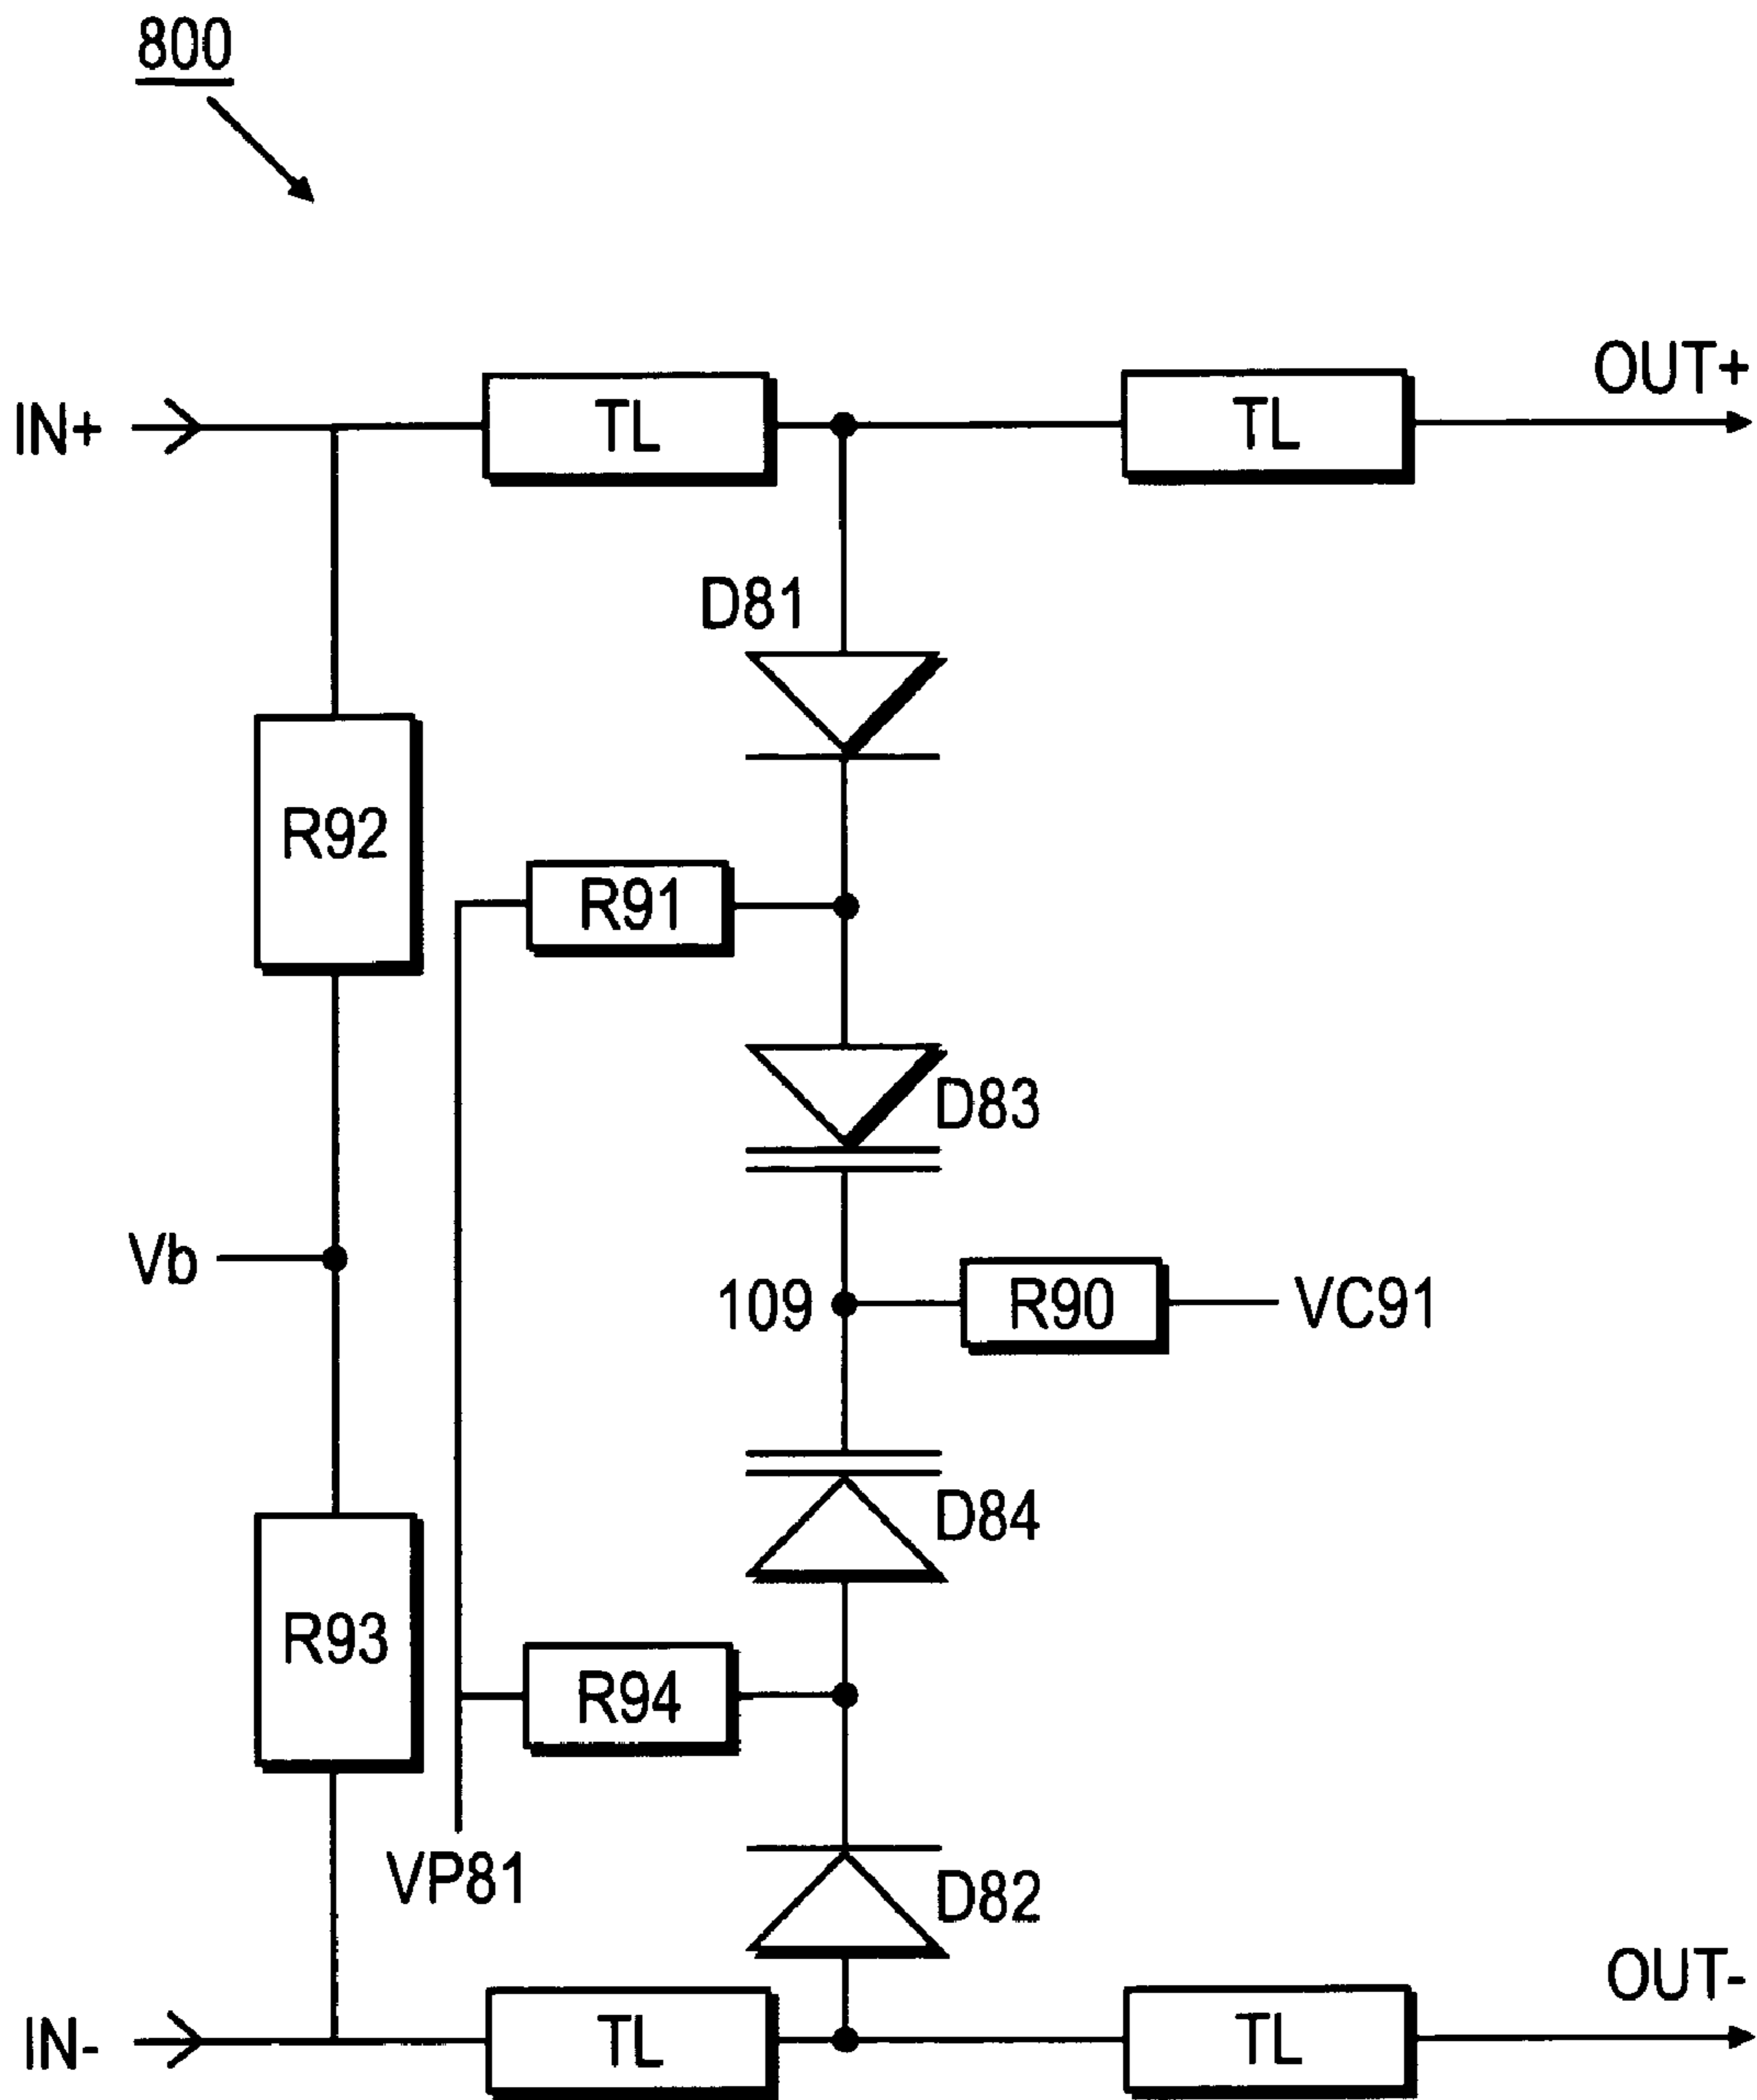 800
IN+
TL
TL
OUT+
D81
R92
R91
D83
Vb
109
R90
VC91
D84
R93
R94
VP81
D82
IN-
TL
TL
OUT-